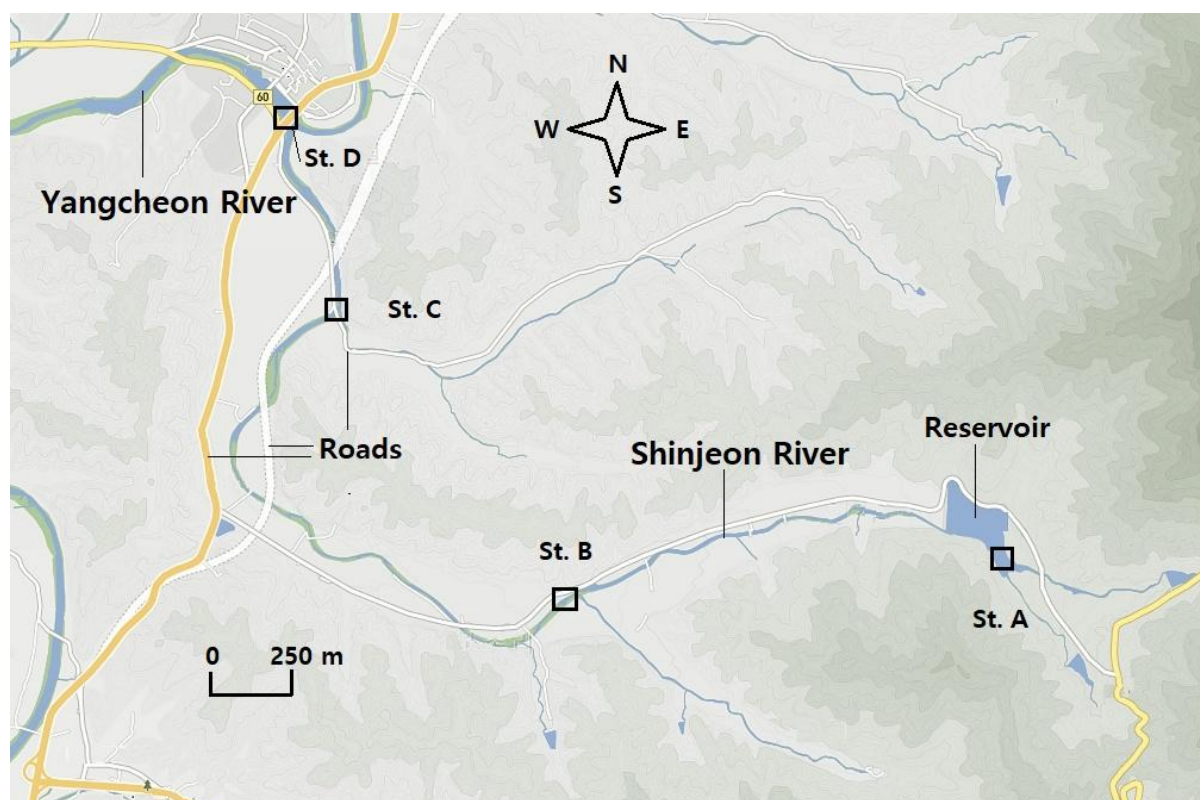 N
W
E
S
60
St. D
Yangcheon River
St. C
Roads
Reservoir
Shinjeon River
St. B
St. A
0
250 m